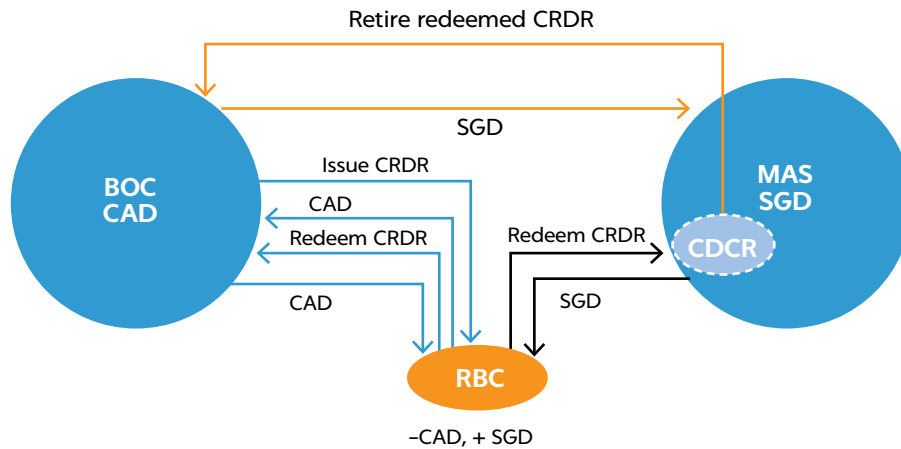 Retire redeemed CRDR
SGD
BOC
CAD
MAS
SGD
Issue CRDR
CAD
Redeem CRDR
CAD
Redeem CRDR
CDCR
SGD
RBC
–CAD, + SGD